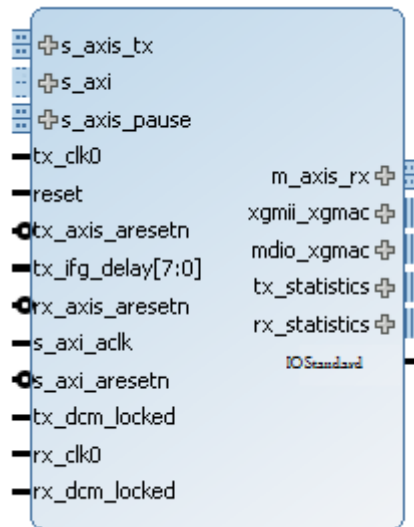 s_axis_tx
s_axi
s_axis_pause
tx_clk0
reset
tx_axis_aresetn
tx_ifg_delay[7:0]
rx_axis_aresetn
s_axi_aclk
s_axi_aresetn
tx_dcm_locked
rx_clk0
rx_dcm_locked
m_axis_rx
xgmii_xgmac
mdio_xgmac
tx_statistics
rx_statistics
IOStandard